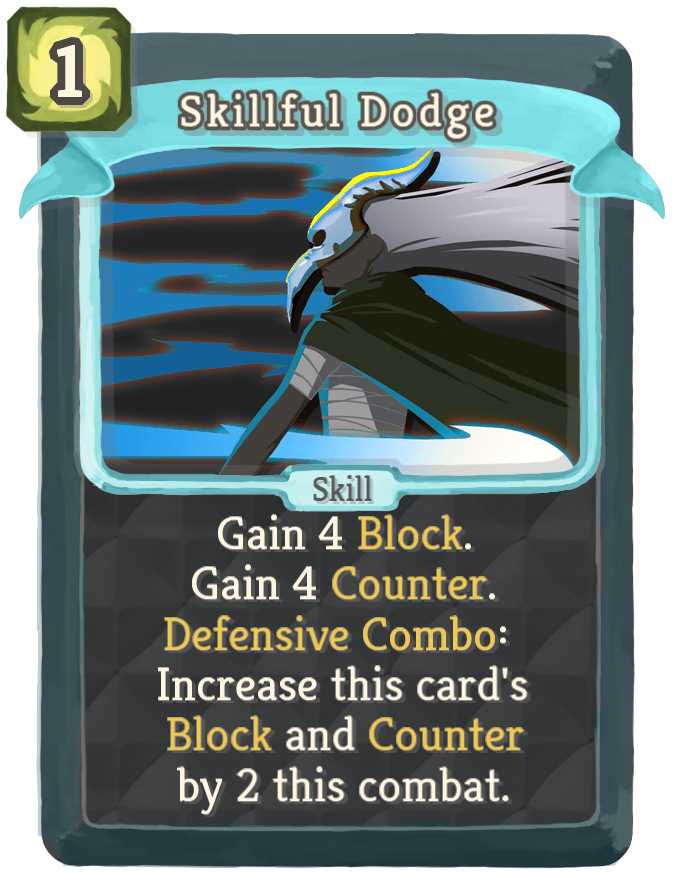 1
Skillful Dodge
Skill
Gain 4 Block.
Gain 4 Counter.
Defensive Combo:
Increase this card's
Block and Counter
by 2 this combat.